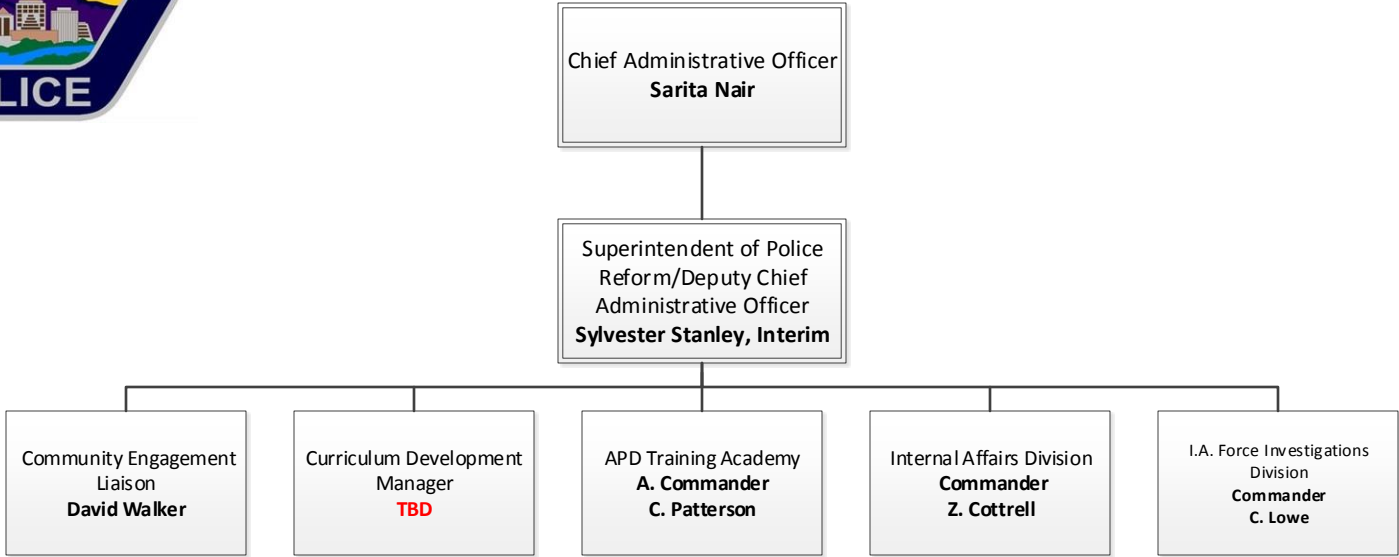 LICE
Chief Administrative Officer
Sarita Nair
Superintendent of Police
Reform/Deputy Chief
Administrative Officer
Sylvester Stanley, Interim
Community Engagement
Liaison
David Walker
Curriculum Development
Manager
TBD
APD Training Academy
A. Commander
C. Patterson
Internal Affairs Division
Commander
Z. Cottrell
I.A. Force Investigations
Division
Commander
C. Lowe